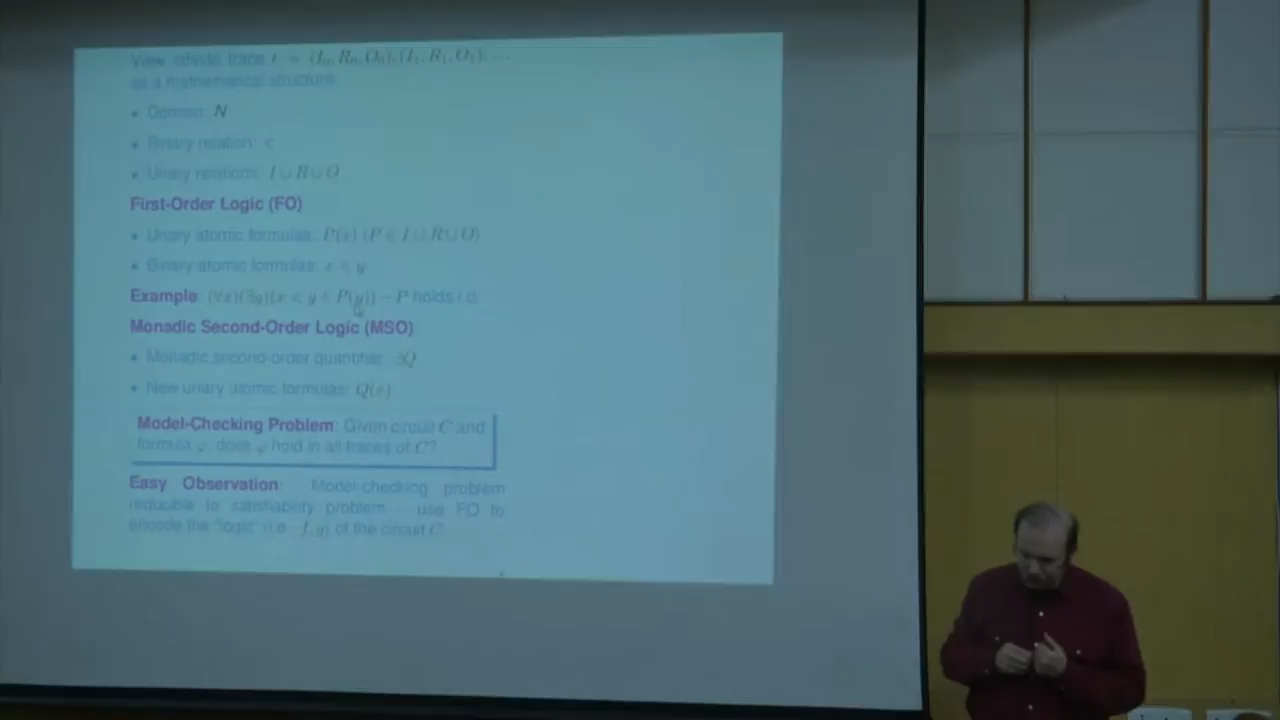 View infinite trace t = (I₀, R₀, O₀), (I₁, R₁, O₁), …
as a mathematical structure:
• Domain: N
• Binary relation: <
• Unary relations: I ∪ R ∪ O
First-Order Logic (FO)
• Unary atomic formulas: P(x) (P ∈ I ∪ R ∪ O)
• Binary atomic formulas: x < y
Example: (∀x)(∃y)(x < y ∧ P(y)) – P holds i.o.
Monadic Second-Order Logic (MSO)
• Monadic second-order quantifier: ∃Q
• New unary atomic formulas: Q(x)
Model-Checking Problem: Given circuit C and
formula φ, does φ hold in all traces of C?
Easy Observation: Model-checking problem
reducible to satisfiability problem – use FO to
encode the "logic" (i.e., f, g) of the circuit C